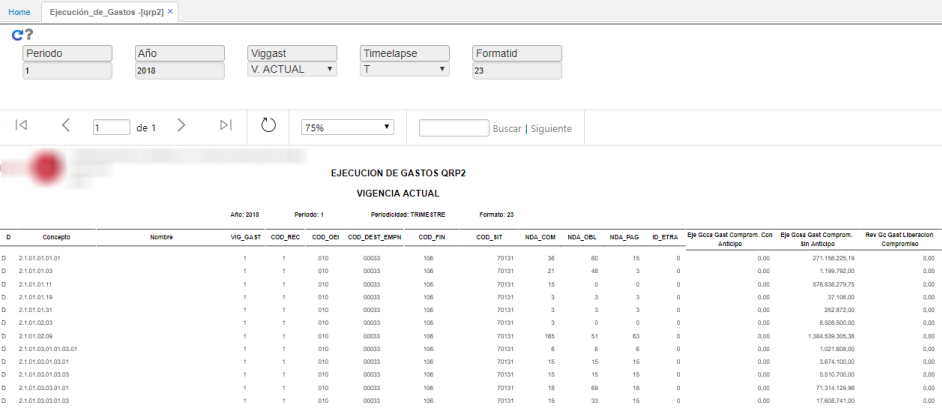 Home Ejecución_de_Gastos -[qrp2] ×
Periodo Año Viggast Timeelapse Formatid
1 2018 V. ACTUAL T 23
1 de 1 75% Buscar | Siguiente
EJECUCION DE GASTOS QRP2
VIGENCIA ACTUAL
Año: 2018 Periodo: 1 Periodicidad: TRIMESTRE Formato: 23
D Concepto Nombre VIG_GAST COD_REC COD_OEI COD_DEST_EMPN COD_FIN COD_SIT NDA_COM NDA_OBL NDA_PAG ID_ETRA Eje Gcoa Gast Comprom. Con Anticipo Eje Gcoa Gast Comprom. Sin Anticipo Rev Gc Gast Liberacion Compromiso
D 2.1.01.01.01.01 1 1 010 00033 106 70131 36 60 15 0 0,00 271.156.225,19 0,00
D 2.1.01.01.03 1 1 010 00033 106 70131 21 46 3 0 0,00 1.199.792,00 0,00
D 2.1.01.01.11 1 1 010 00033 106 70131 15 0 0 0 0,00 578.838.279,75 0,00
D 2.1.01.01.19 1 1 010 00033 106 70131 3 3 3 0 0,00 37.106,00 0,00
D 2.1.01.01.31 1 1 010 00033 106 70131 3 3 3 0 0,00 252.872,00 0,00
D 2.1.01.02.03 1 1 010 00033 106 70131 3 0 0 0 0,00 8.508.500,00 0,00
D 2.1.01.02.09 1 1 010 00033 106 70131 165 51 63 0 0,00 1.384.539.305,38 0,00
D 2.1.01.03.01.01.03.01 1 1 010 00033 106 70131 6 6 6 0 0,00 1.021.606,00 0,00
D 2.1.01.03.01.03.01 1 1 010 00033 106 70131 15 15 15 0 0,00 3.674.100,00 0,00
D 2.1.01.03.01.03.03 1 1 010 00033 106 70131 15 15 15 0 0,00 5.510.700,00 0,00
D 2.1.01.03.03.01.01 1 1 010 00033 106 70131 18 69 16 0 0,00 71.314.129,96 0,00
D 2.1.01.03.03.01.03 1 1 010 00033 106 70131 15 33 15 0 0,00 17.608.741,00 0,00